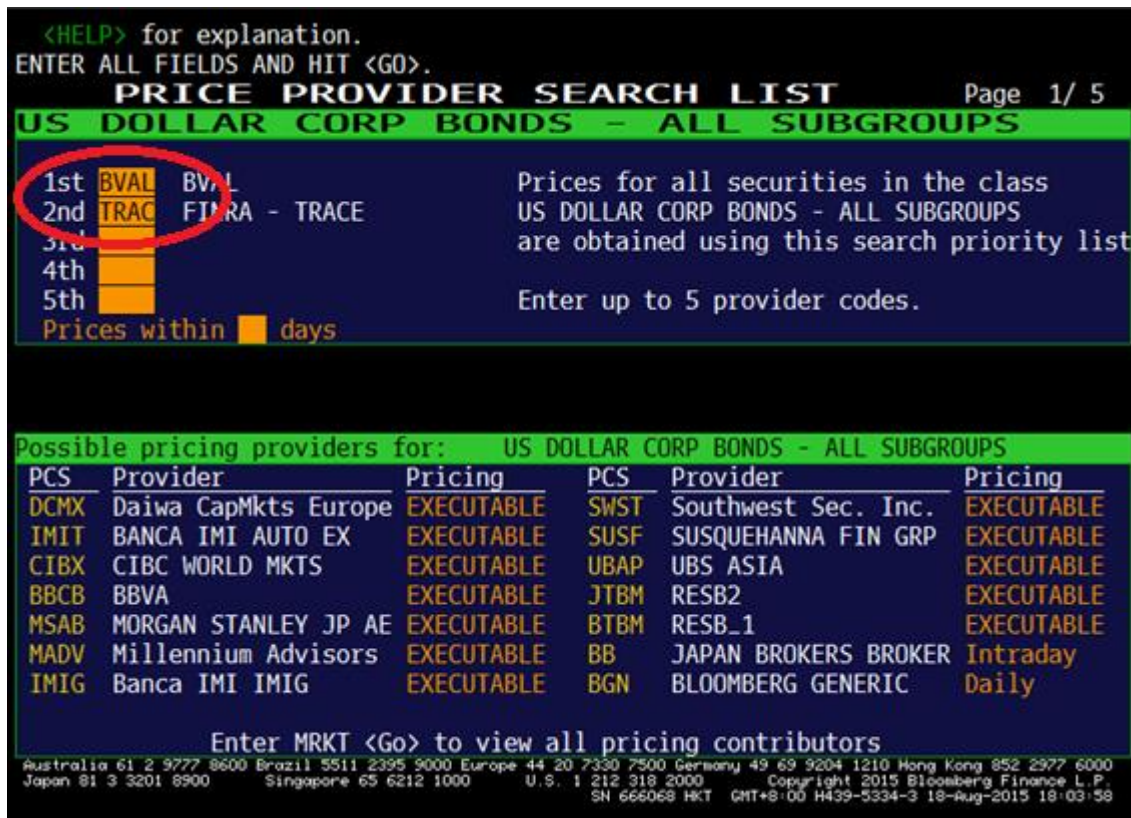 <HELP> for explanation.
ENTER ALL FIELDS AND HIT <GO>.
PRICE PROVIDER SEARCH LIST Page 1/ 5
US DOLLAR CORP BONDS - ALL SUBGROUPS
1st BVAL BVAL Prices for all securities in the class
2nd TRAC FINRA - TRACE US DOLLAR CORP BONDS - ALL SUBGROUPS
3rd are obtained using this search priority list
4th
5th Enter up to 5 provider codes.
Prices within days
Possible pricing providers for: US DOLLAR CORP BONDS - ALL SUBGROUPS
PCS Provider Pricing PCS Provider Pricing
DCMX Daiwa CapMkts Europe EXECUTABLE SWST Southwest Sec. Inc. EXECUTABLE
IMIT BANCA IMI AUTO EX EXECUTABLE SUSF SUSQUEHANNA FIN GRP EXECUTABLE
CIBX CIBC WORLD MKTS EXECUTABLE UBAP UBS ASIA EXECUTABLE
BBCB BBVA EXECUTABLE JTBM RESB2 EXECUTABLE
MSAB MORGAN STANLEY JP AE EXECUTABLE BTBM RESB_1 EXECUTABLE
MADV Millennium Advisors EXECUTABLE BB JAPAN BROKERS BROKER Intraday
IMIG Banca IMI IMIG EXECUTABLE BGN BLOOMBERG GENERIC Daily
Enter MRKT <Go> to view all pricing contributors
Australia 61 2 9777 8600 Brazil 5511 2395 9000 Europe 44 20 7330 7500 Germany 49 69 9204 1210 Hong Kong 852 2977 6000
Japan 81 3 3201 8900 Singapore 65 6212 1000 U.S. 1 212 318 2000 Copyright 2015 Bloomberg Finance L.P.
SN 666068 HKT GMT+8:00 H439-5334-3 18-Aug-2015 18:03:58